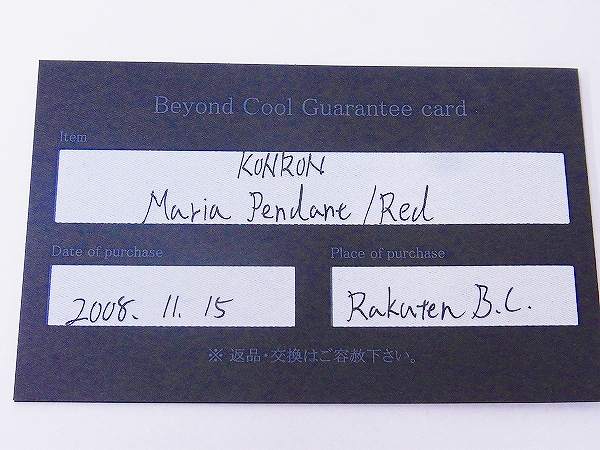 Beyond Cool Guarantee card
Item
KONRON
Maria Pendane /Red
Date of purchase
Place of purchase
2008. 11. 15
Rakuten B.C.
※ 返品・交換はご容赦下さい。